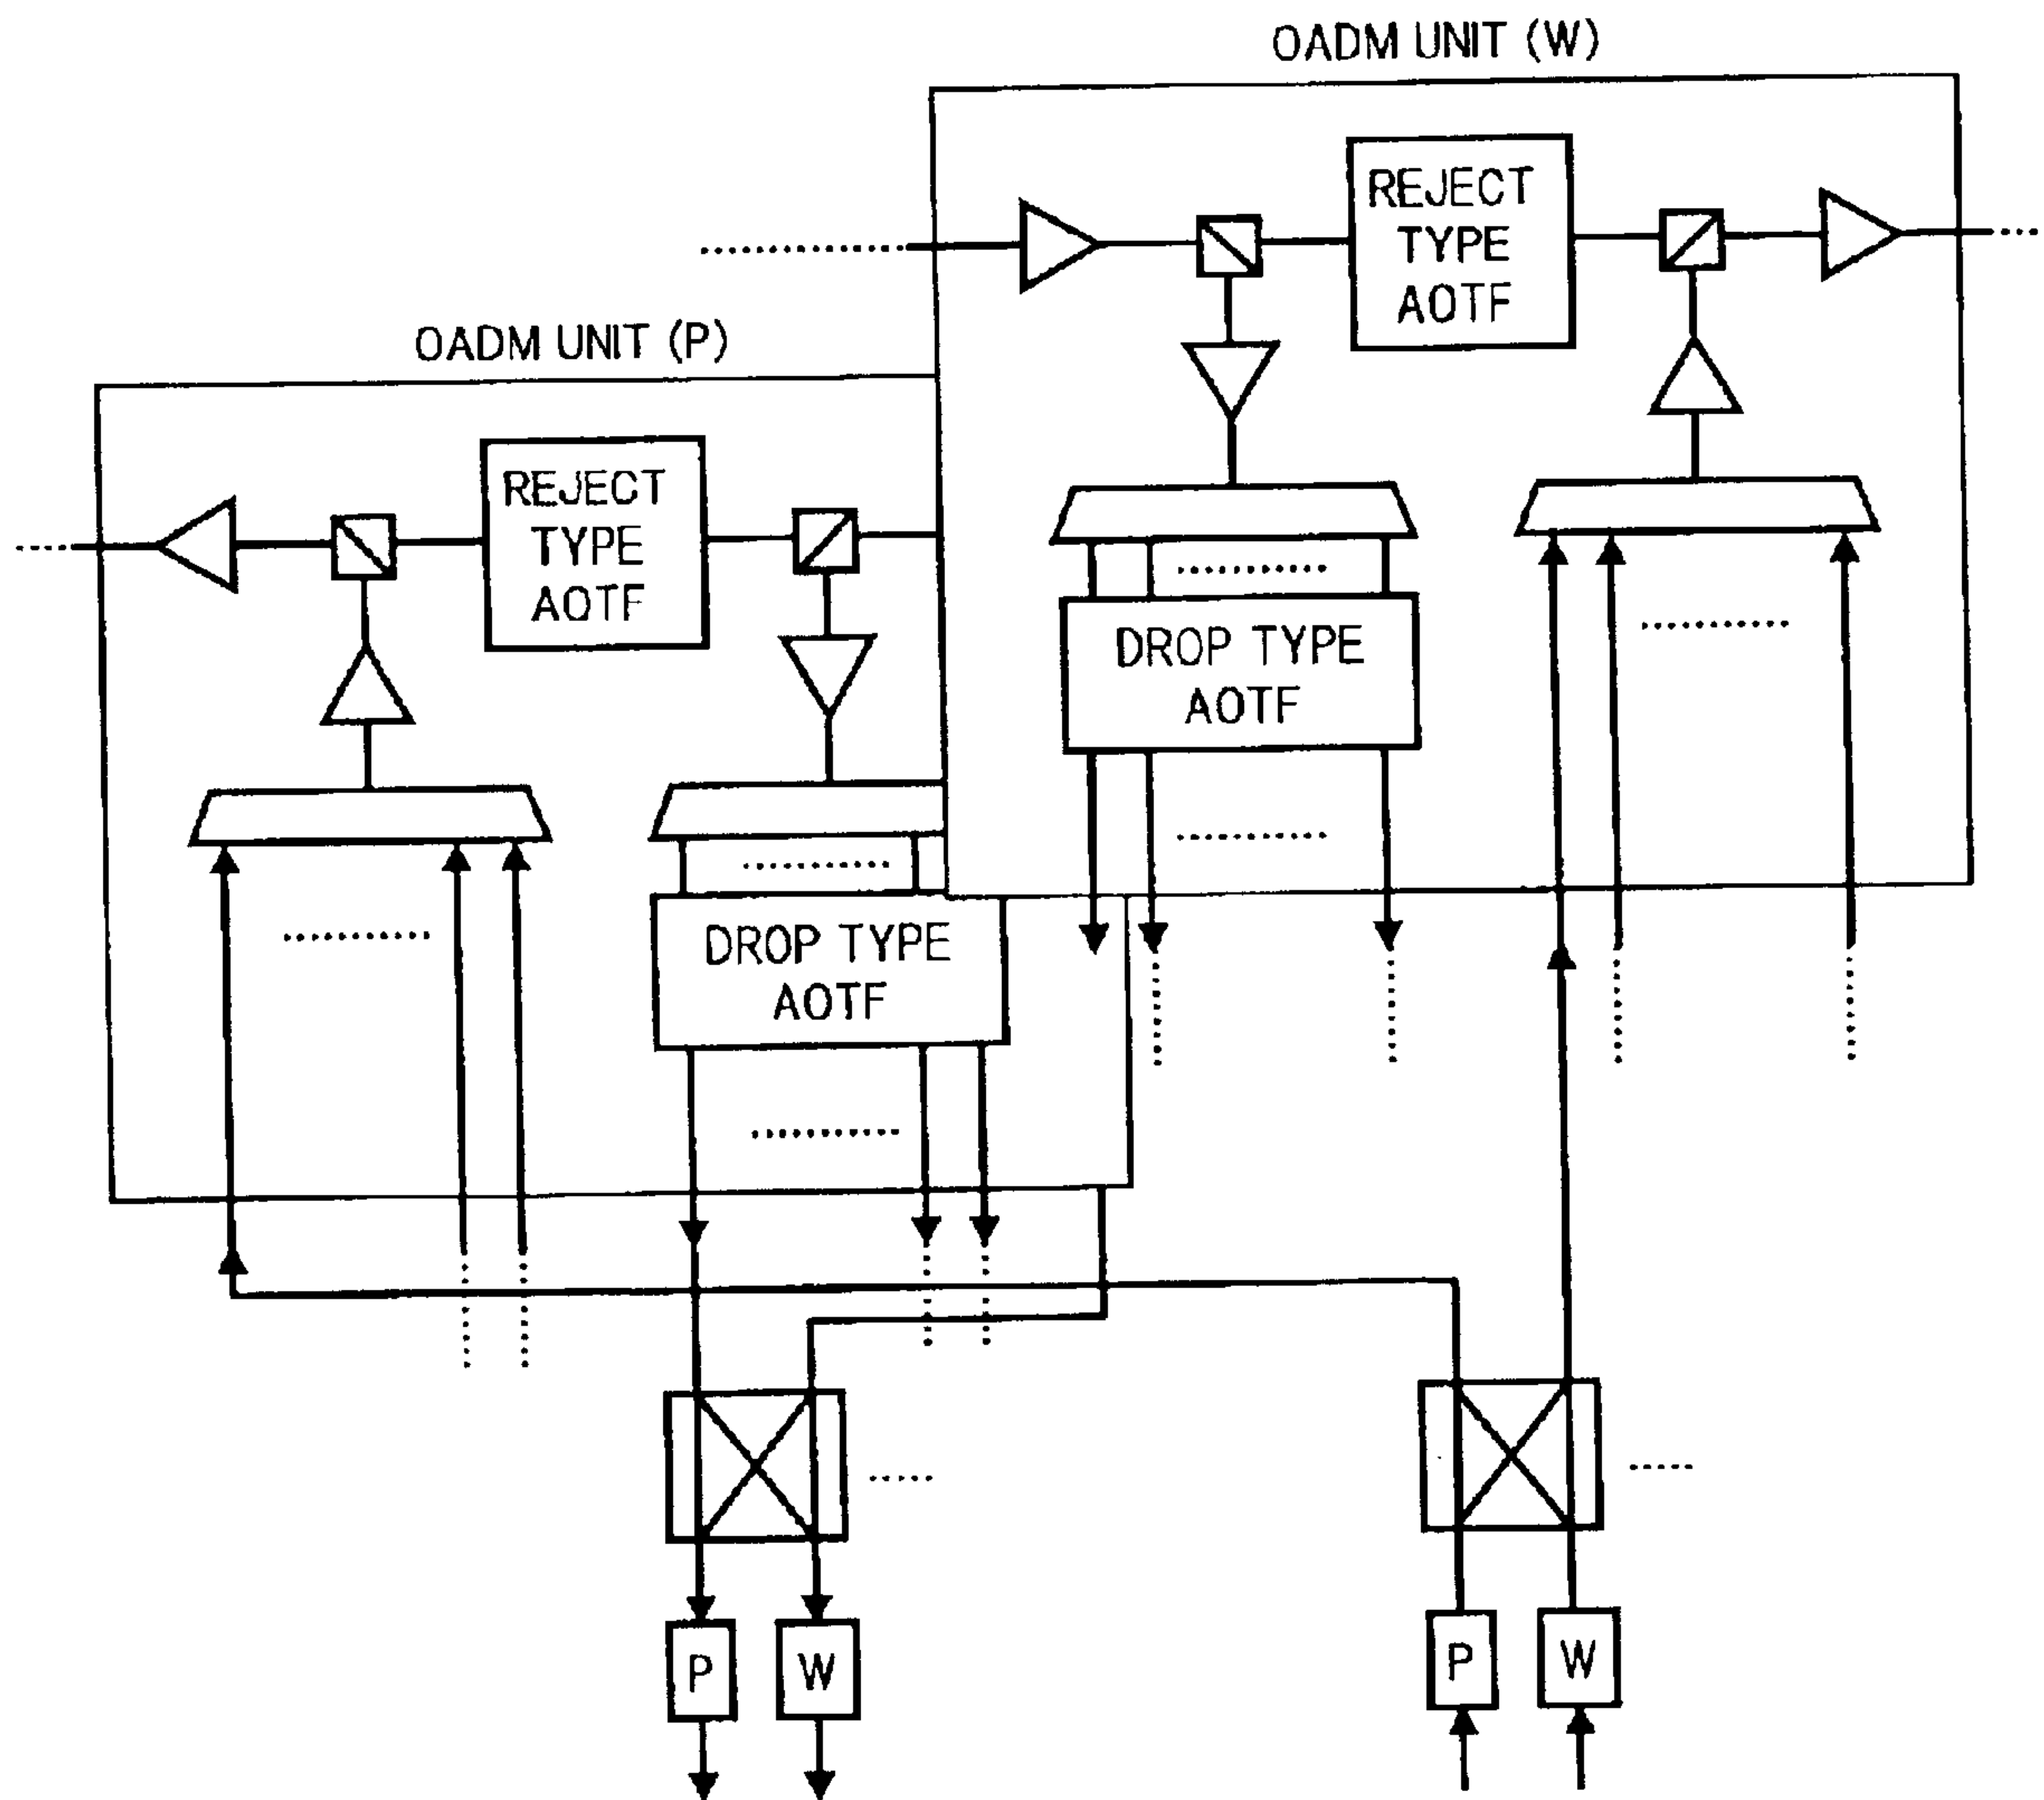 OADM UNIT (W)
REJECT
TYPE
AOTF
OADM UNIT (P)
REJECT
TYPE
AOTF
DROP TYPE
AOTF
DROP TYPE
AOTF
P
W
P
W